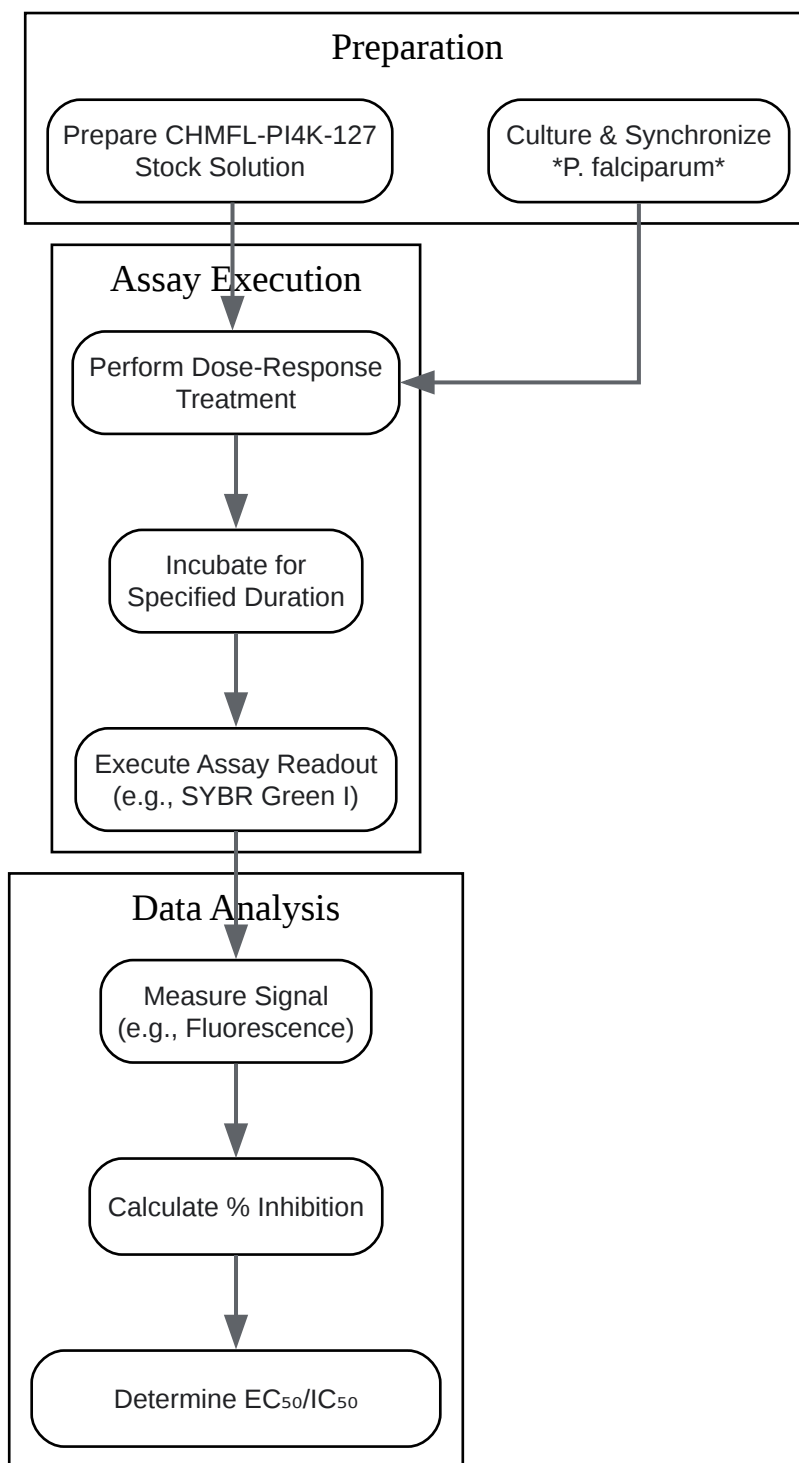 Preparation
Prepare CHMFL-PI4K-127
Stock Solution
Culture & Synchronize
*P. falciparum*
Assay Execution
Perform Dose-Response
Treatment
Incubate for
Specified Duration
Execute Assay Readout
(e.g., SYBR Green I)
Data Analysis
Measure Signal
(e.g., Fluorescence)
Calculate % Inhibition
Determine EC₅₀/IC₅₀